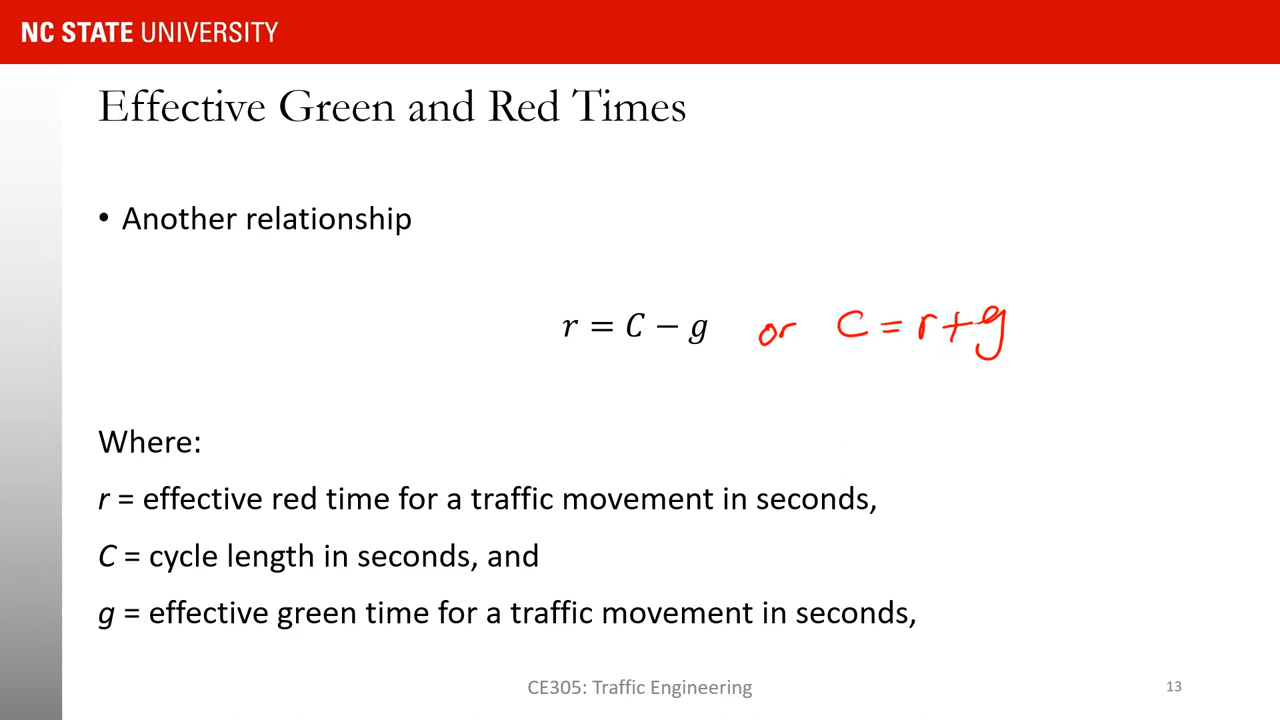 NC STATE UNIVERSITY
Effective Green and Red Times
• Another relationship
r = C − g or C = r + g
Where:
r = effective red time for a traffic movement in seconds,
C = cycle length in seconds, and
g = effective green time for a traffic movement in seconds,
CE305: Traffic Engineering
13